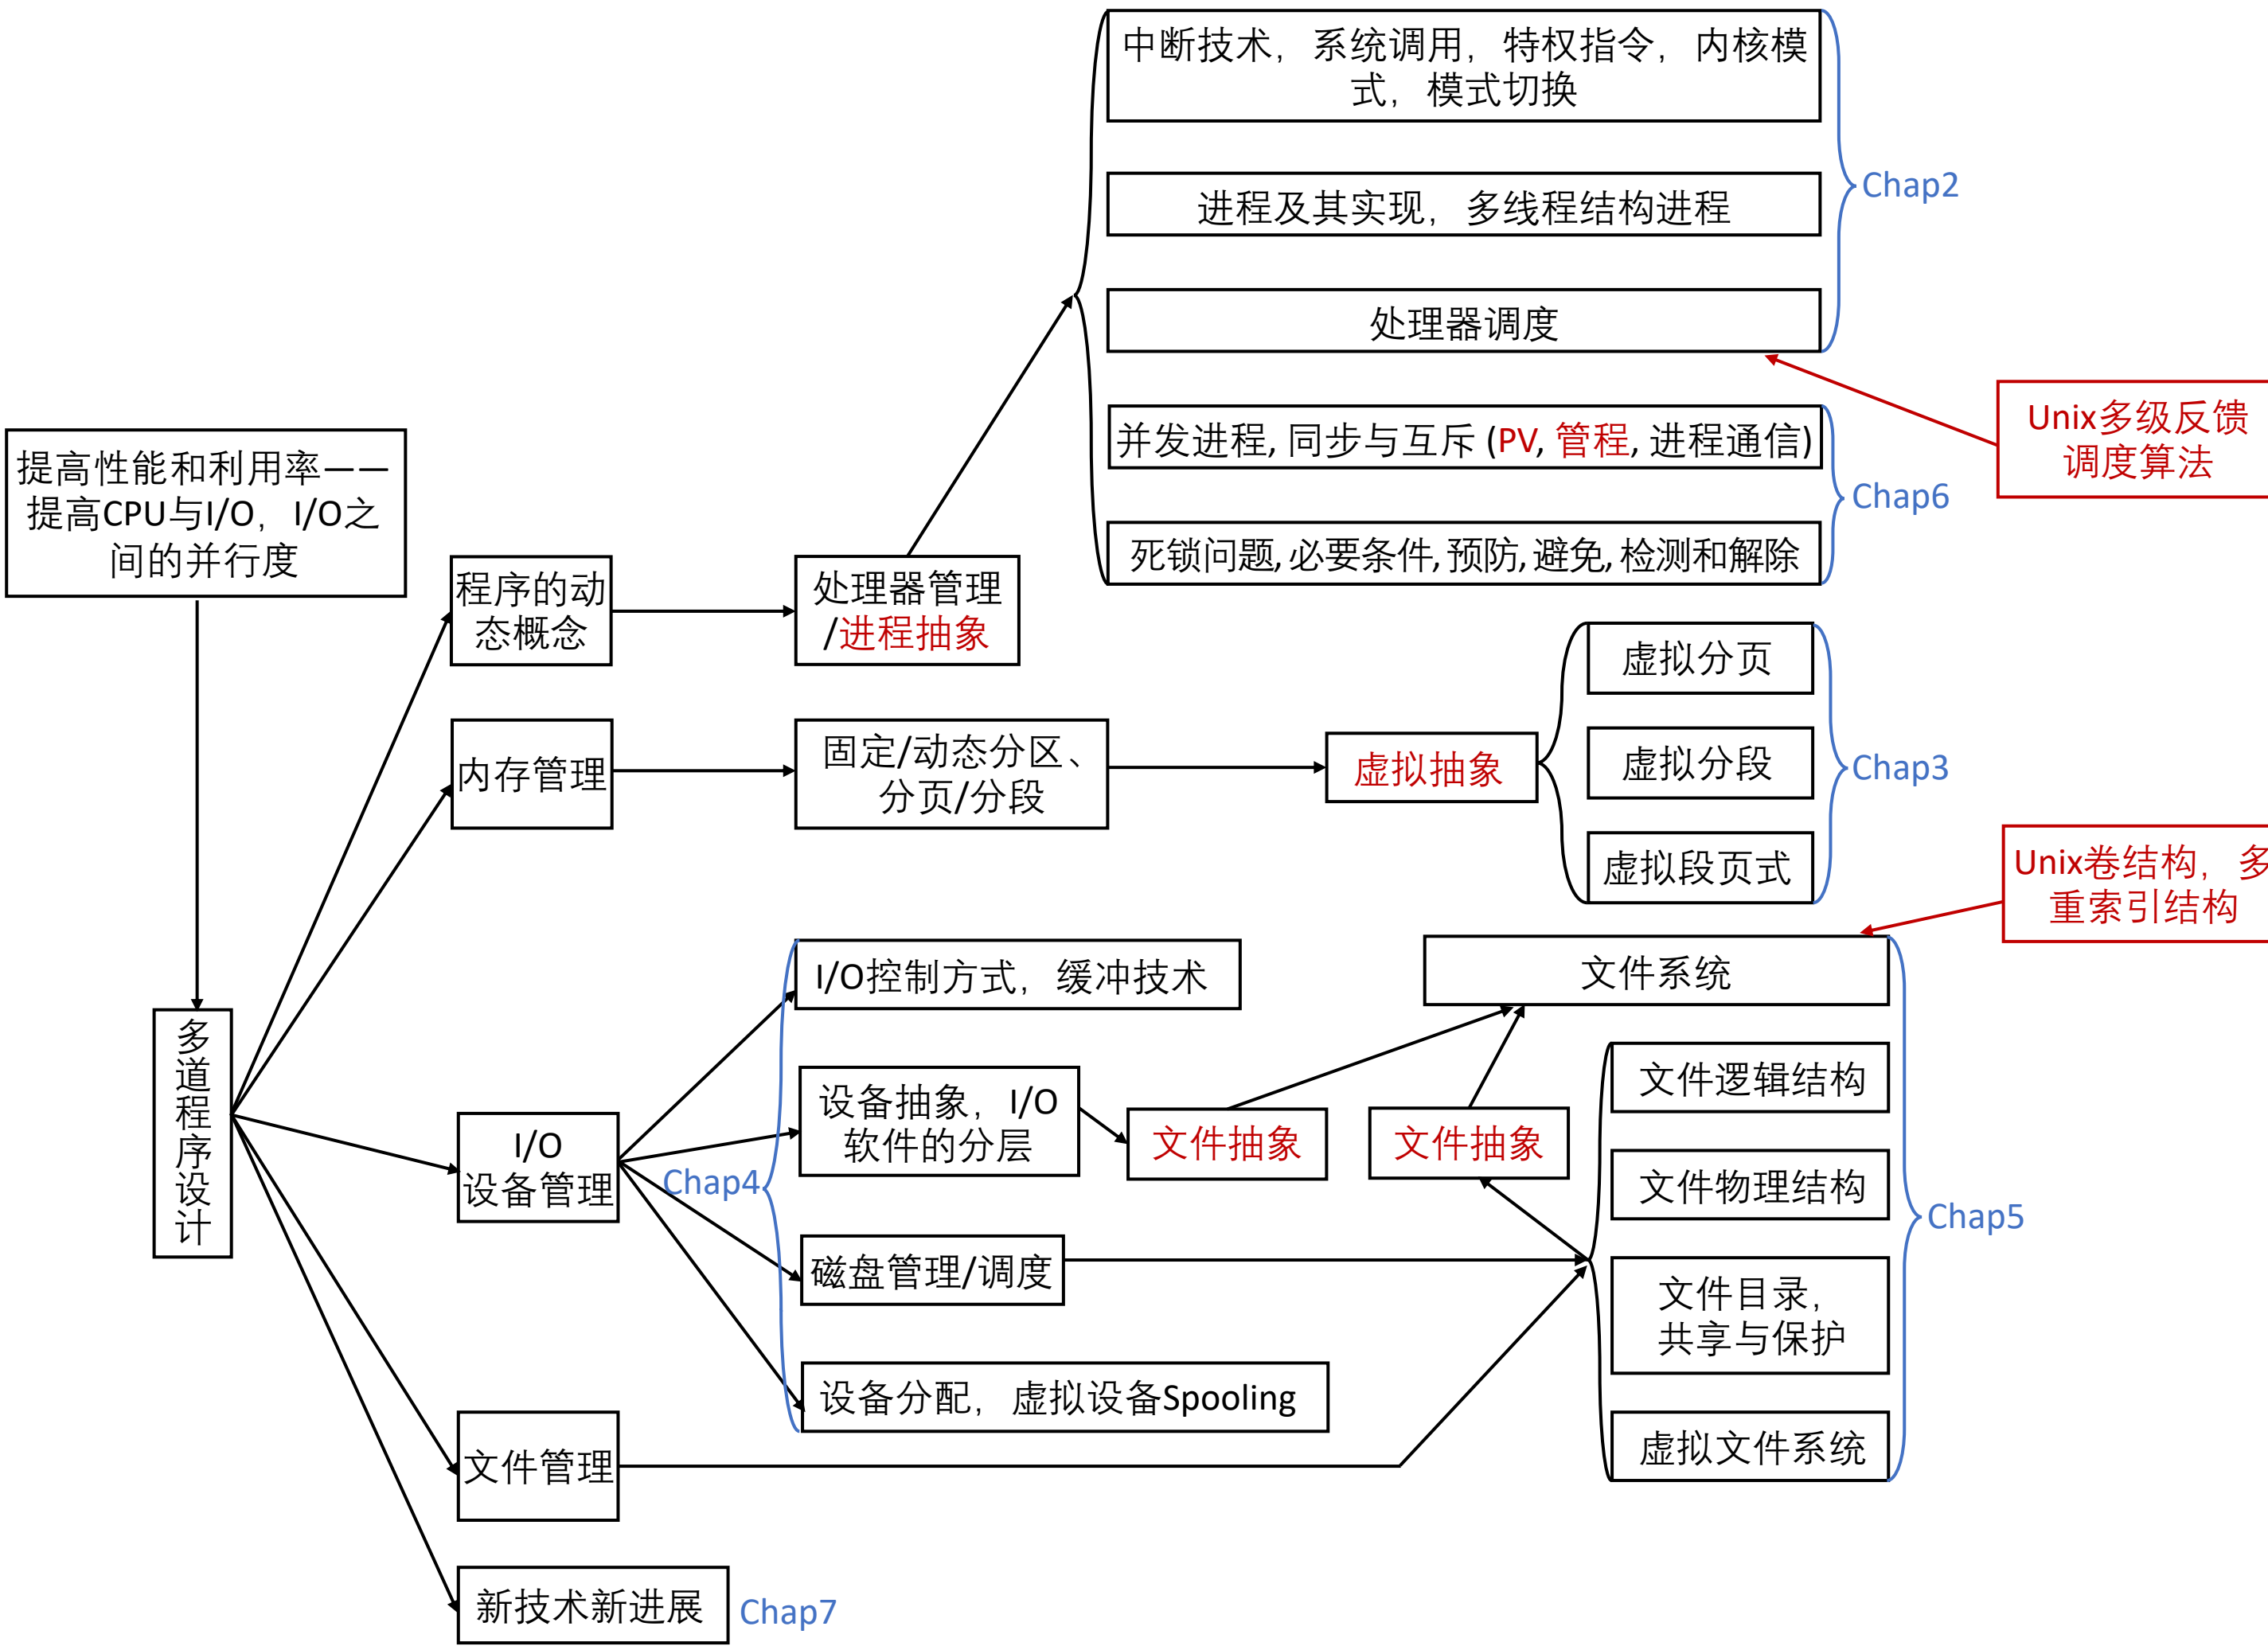 中断技术，系统调用，特权指令，内核模
式，模式切换
Chap2
进程及其实现，多线程结构进程
处理器调度
Unix多级反馈
调度算法
并发进程, 同步与互斥 (PV, 管程, 进程通信)
Chap6
死锁问题, 必要条件, 预防, 避免, 检测和解除
提高性能和利用率——
提高CPU与I/O，I/O之
间的并行度
程序的动
态概念
处理器管理
/进程抽象
内存管理
固定/动态分区、
分页/分段
虚拟抽象
虚拟分页
虚拟分段
虚拟段页式
Chap3
Unix卷结构，多
重索引结构
多道程序设计
I/O
设备管理
Chap4
I/O控制方式，缓冲技术
设备抽象，I/O
软件的分层
文件抽象
文件抽象
文件系统
磁盘管理/调度
设备分配，虚拟设备Spooling
文件逻辑结构
文件物理结构
文件目录，
共享与保护
虚拟文件系统
Chap5
文件管理
新技术新进展
Chap7